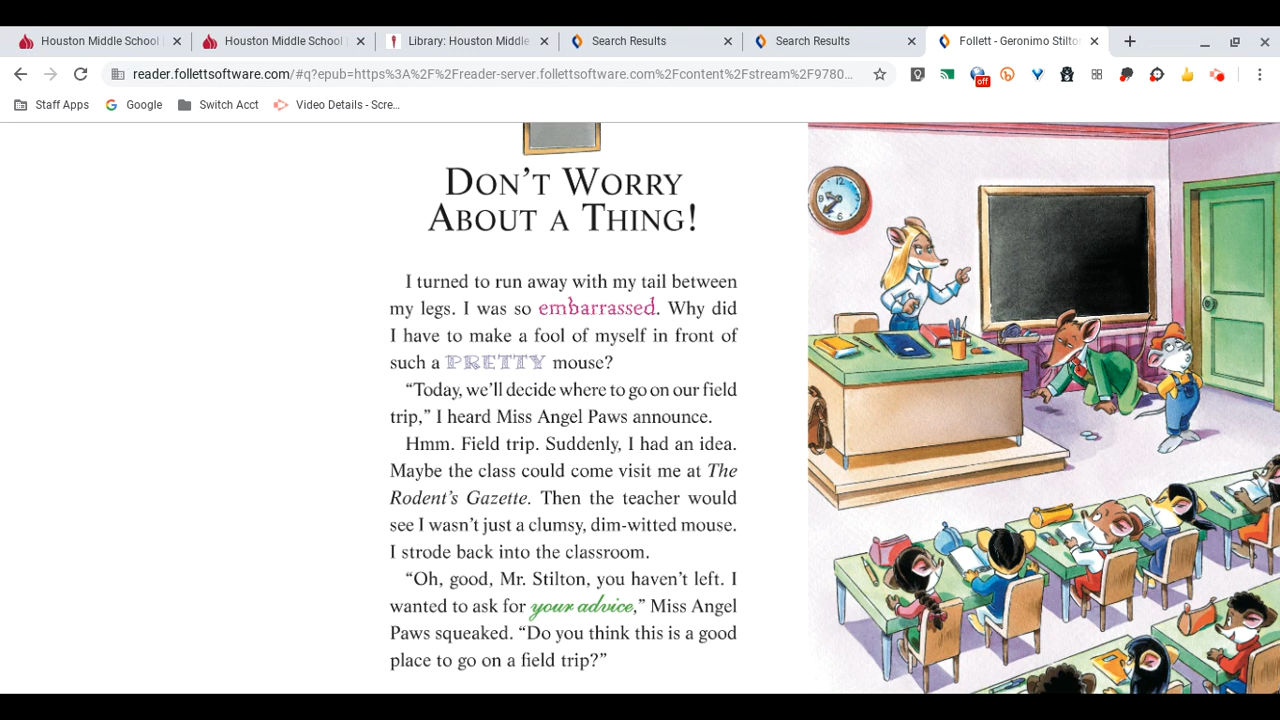 Houston Middle School
Houston Middle School
Library: Houston Middle
Search Results
Search Results
Follett - Geronimo Stilto
reader.follettsoftware.com/#q?epub=https%3A%2F%2Freader-server.follettsoftware.com%2Fcontent%2Fstream%2F9780...
off
Staff Apps
Google
Switch Acct
Video Details - Scre...
DON'T WORRY
ABOUT A THING!
I turned to run away with my tail between
my legs. I was so embarrassed. Why did
I have to make a fool of myself in front of
such a PRETTY mouse?
“Today, we’ll decide where to go on our field
trip,” I heard Miss Angel Paws announce.
Hmm. Field trip. Suddenly, I had an idea.
Maybe the class could come visit me at The
Rodent’s Gazette. Then the teacher would
see I wasn’t just a clumsy, dim-witted mouse.
I strode back into the classroom.
“Oh, good, Mr. Stilton, you haven’t left. I
wanted to ask for your advice,” Miss Angel
Paws squeaked. “Do you think this is a good
place to go on a field trip?”
12
9
6